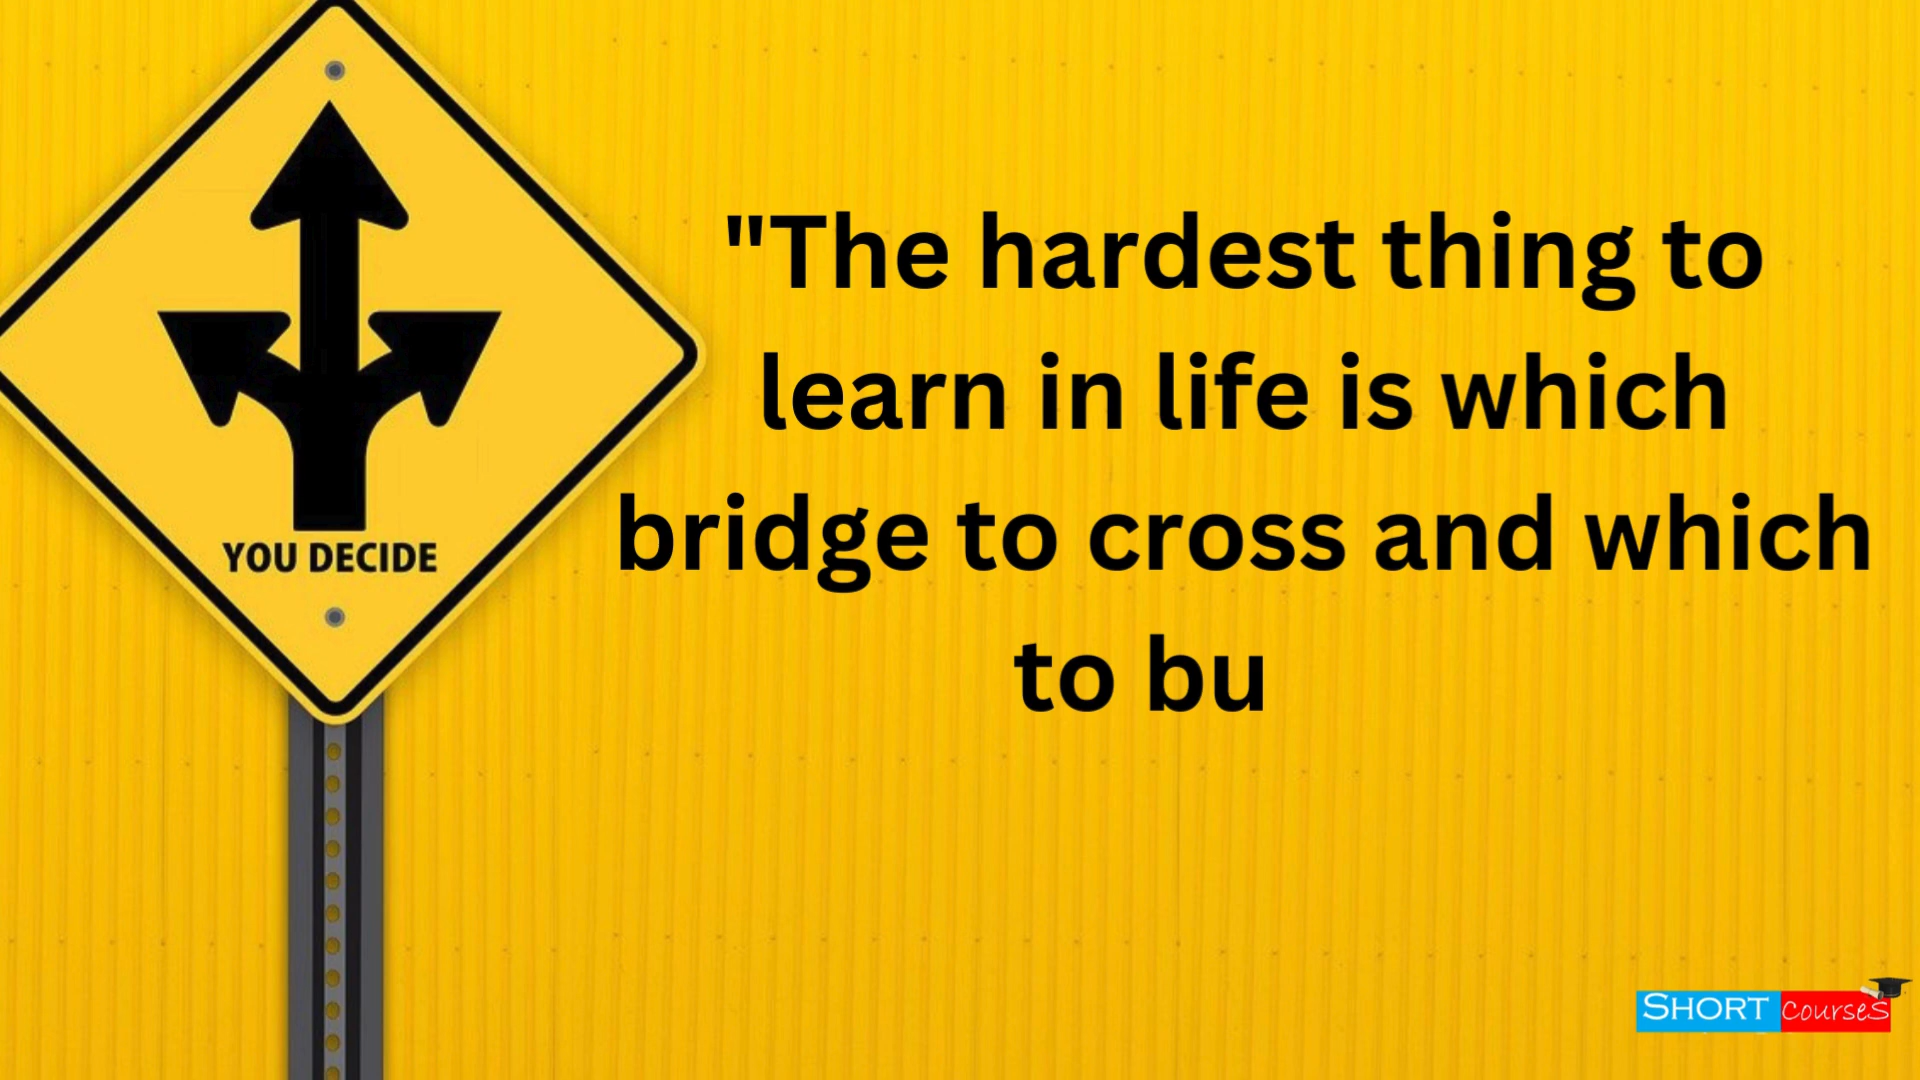 YOU DECIDE
"The hardest thing to
learn in life is which
bridge to cross and which
to bu
SHORT CourseS